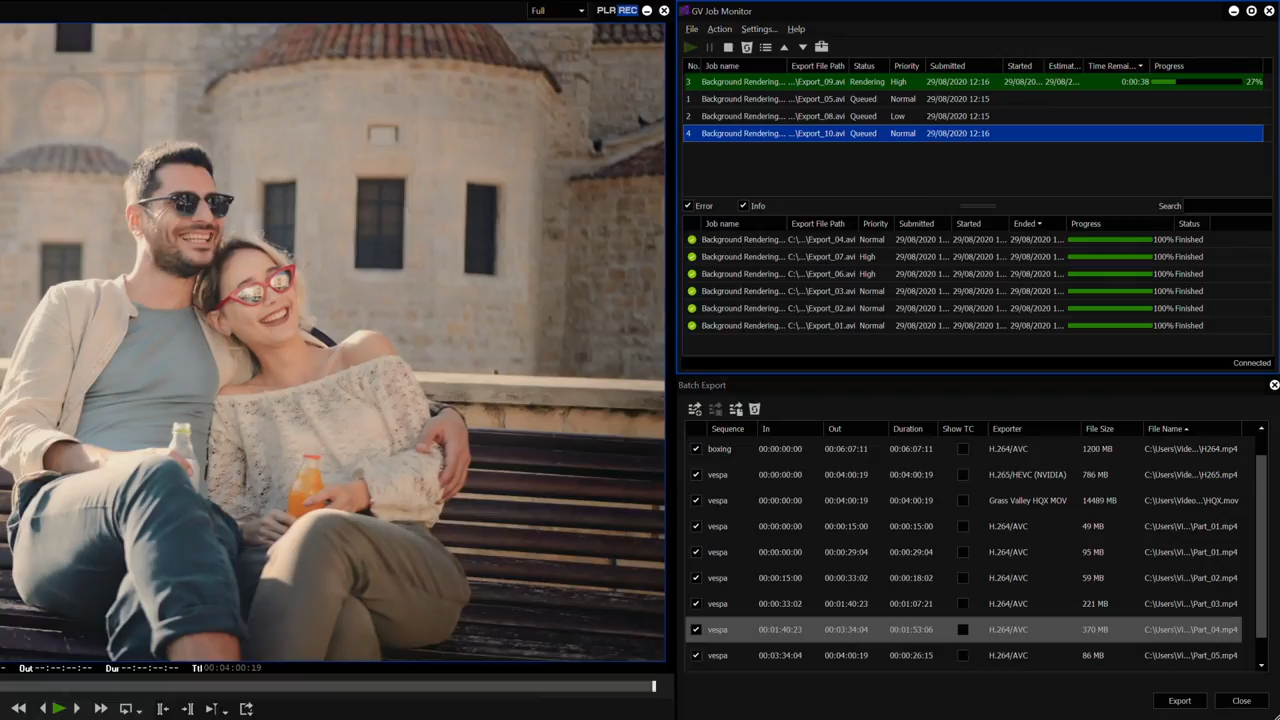 Full PLR REC
Out --:--:--:-- Dur --:--:--:-- Ttl 00:04:00:19
GV Job Monitor
File Action Settings... Help
No. Job name Export File Path Status Priority Submitted Started Estimat... Time Remai... Progress
3 Background Rendering... ...\Export_09.avi Rendering High 29/08/2020 12:16 29/08/20... 29/08/2... 0:00:38 27%
1 Background Rendering... ...\Export_05.avi Queued Normal 29/08/2020 12:15
2 Background Rendering... ...\Export_08.avi Queued Low 29/08/2020 12:15
4 Background Rendering... ...\Export_10.avi Queued Normal 29/08/2020 12:16
Error Info Search
Job name Export File Path Priority Submitted Started Ended Progress Status
Background Rendering... C:\...\Export_04.avi Normal 29/08/2020 1... 29/08/2020 1... 29/08/2020 1... 100% Finished
Background Rendering... C:\...\Export_07.avi High 29/08/2020 1... 29/08/2020 1... 29/08/2020 1... 100% Finished
Background Rendering... C:\...\Export_06.avi High 29/08/2020 1... 29/08/2020 1... 29/08/2020 1... 100% Finished
Background Rendering... C:\...\Export_03.avi Normal 29/08/2020 1... 29/08/2020 1... 29/08/2020 1... 100% Finished
Background Rendering... C:\...\Export_02.avi Normal 29/08/2020 1... 29/08/2020 1... 29/08/2020 1... 100% Finished
Background Rendering... C:\...\Export_01.avi Normal 29/08/2020 1... 29/08/2020 1... 29/08/2020 1... 100% Finished
Connected
Batch Export
Sequence In Out Duration Show TC Exporter File Size File Name
boxing 00:00:00:00 00:06:07:11 00:06:07:11 H.264/AVC 1200 MB C:\Users\Vide...\H264.mp4
vespa 00:00:00:00 00:04:00:19 00:04:00:19 H.265/HEVC (NVIDIA) 786 MB C:\Users\Vide...\H265.mp4
vespa 00:00:00:00 00:04:00:19 00:04:00:19 Grass Valley HQX MOV 14489 MB C:\Users\Video...\HQX.mov
vespa 00:00:00:00 00:00:15:00 00:00:15:00 H.264/AVC 49 MB C:\Users\Vi...\Part_01.mp4
vespa 00:00:00:00 00:00:29:04 00:00:29:04 H.264/AVC 95 MB C:\Users\Vi...\Part_01.mp4
vespa 00:00:15:00 00:00:33:02 00:00:18:02 H.264/AVC 59 MB C:\Users\Vi...\Part_02.mp4
vespa 00:00:33:02 00:01:40:23 00:01:07:21 H.264/AVC 221 MB C:\Users\Vi...\Part_03.mp4
vespa 00:01:40:23 00:03:34:04 00:01:53:06 H.264/AVC 370 MB C:\Users\Vi...\Part_04.mp4
vespa 00:03:34:04 00:04:00:19 00:00:26:15 H.264/AVC 86 MB C:\Users\Vi...\Part_05.mp4
Export Close